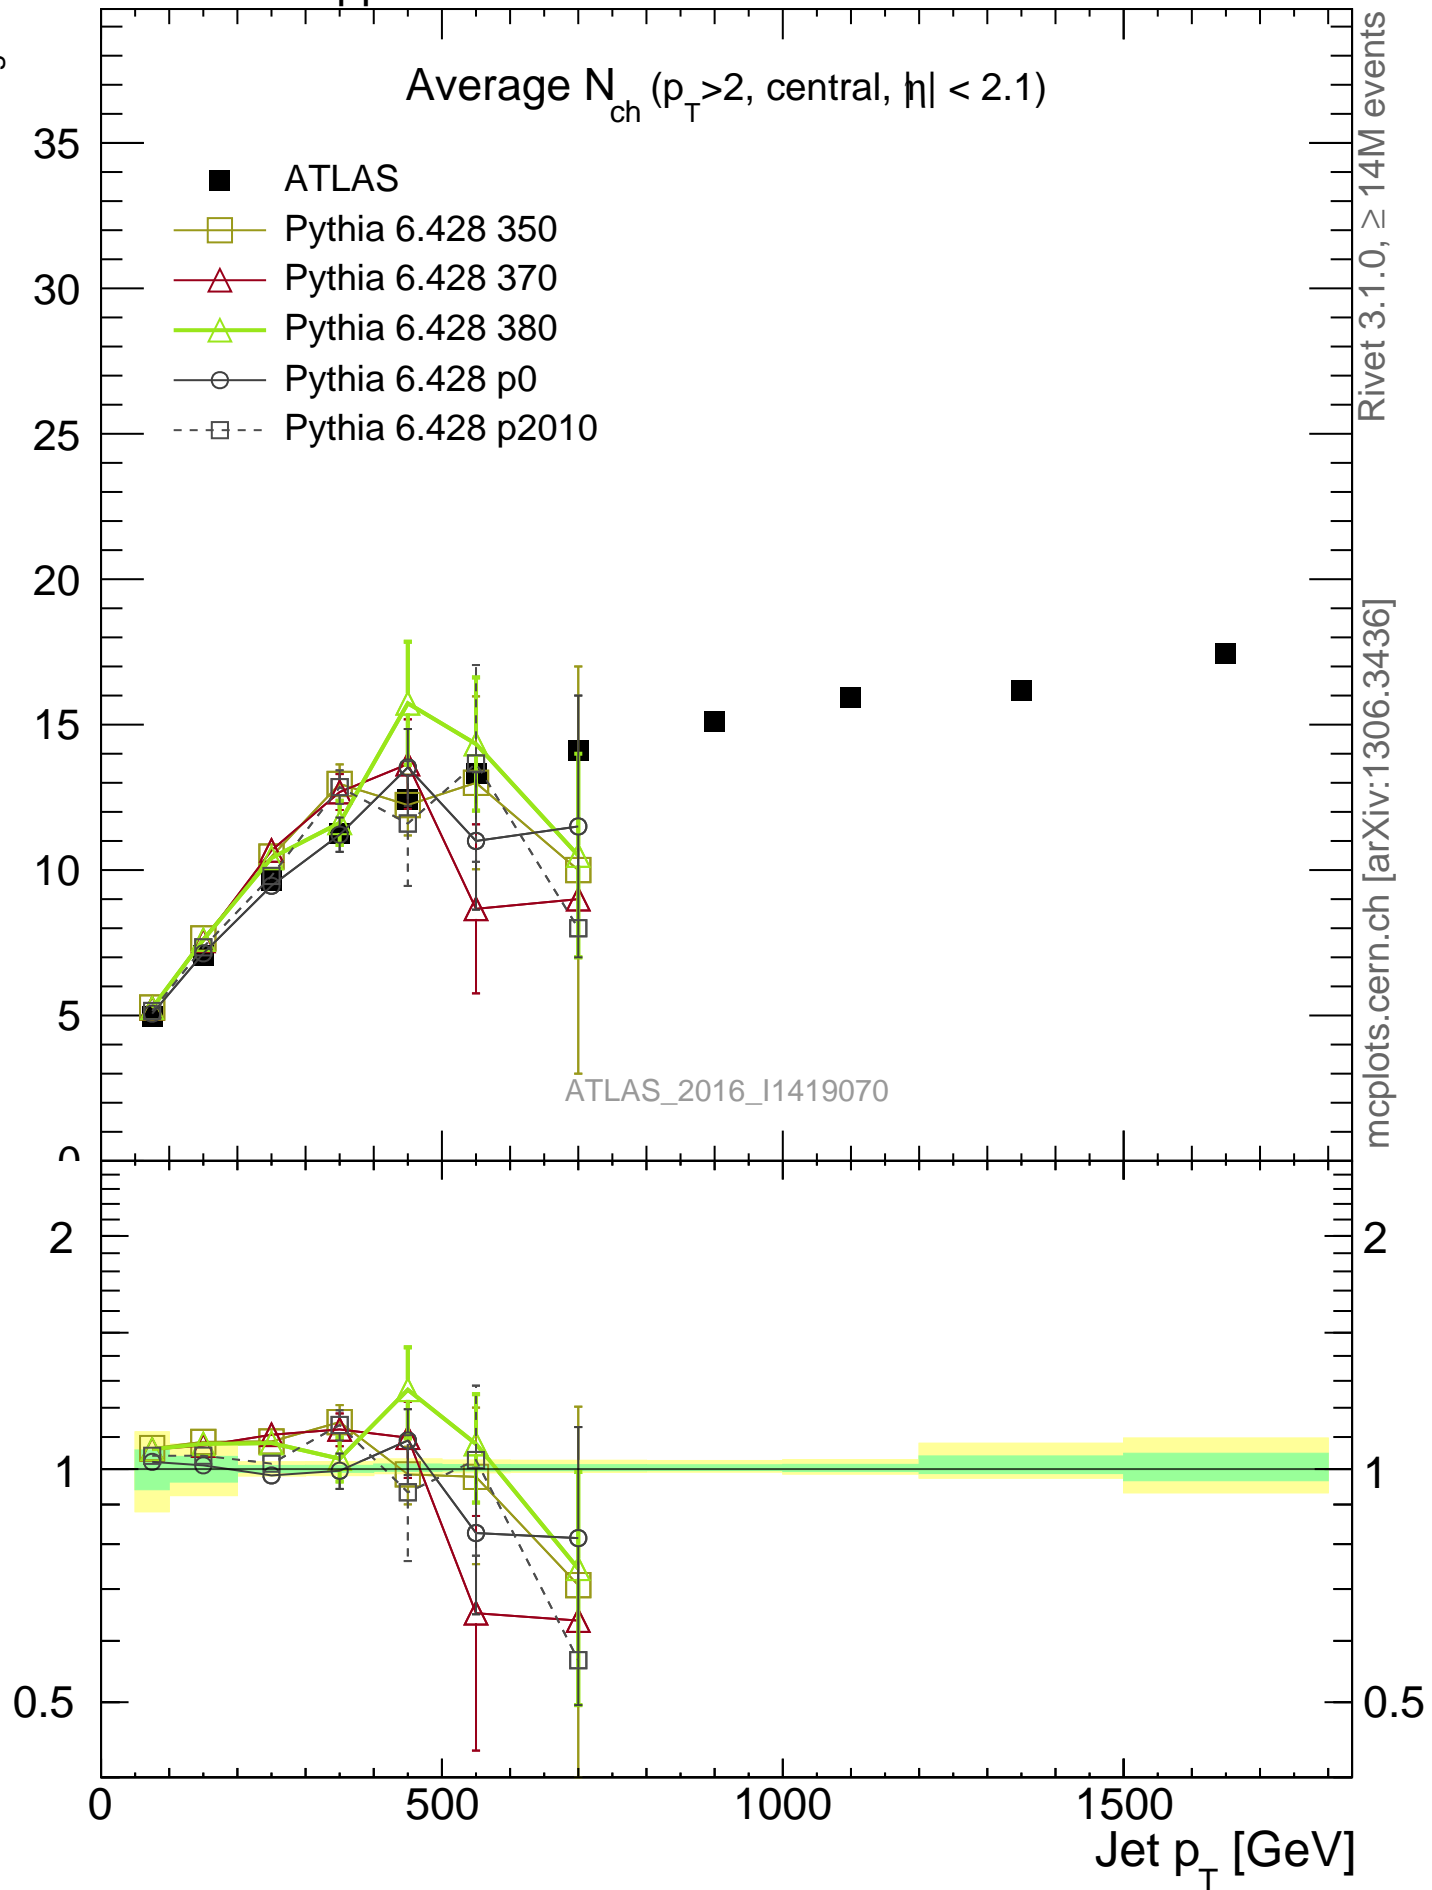 Average N_ch (p_T>2, central, |η| < 2.1)
35
30
25
20
15
10
5
0
ATLAS
Pythia 6.428 350
Pythia 6.428 370
Pythia 6.428 380
Pythia 6.428 p0
Pythia 6.428 p2010
ATLAS_2016_I1419070
Rivet 3.1.0, ≥ 14M events
mcplots.cern.ch [arXiv:1306.3436]
2
1
0.5
2
1
0.5
0
500
1000
1500
Jet p_T [GeV]